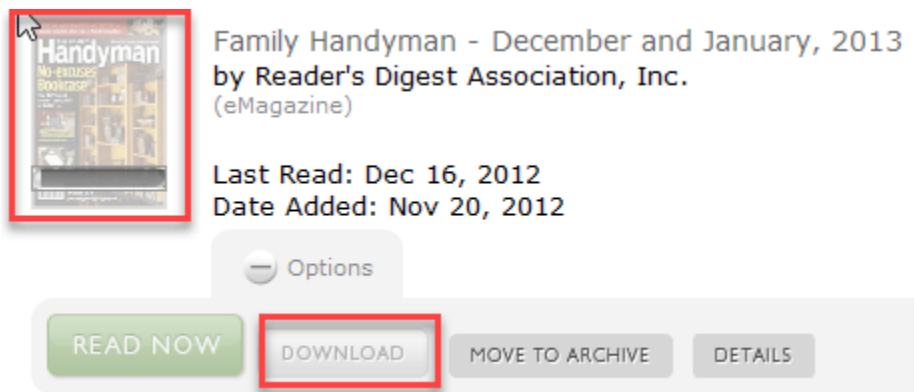 Handyman
No-excuses
Bookcase!
Family Handyman - December and January, 2013
by Reader's Digest Association, Inc.
(eMagazine)
Last Read: Dec 16, 2012
Date Added: Nov 20, 2012
Options
READ NOW
DOWNLOAD
MOVE TO ARCHIVE
DETAILS